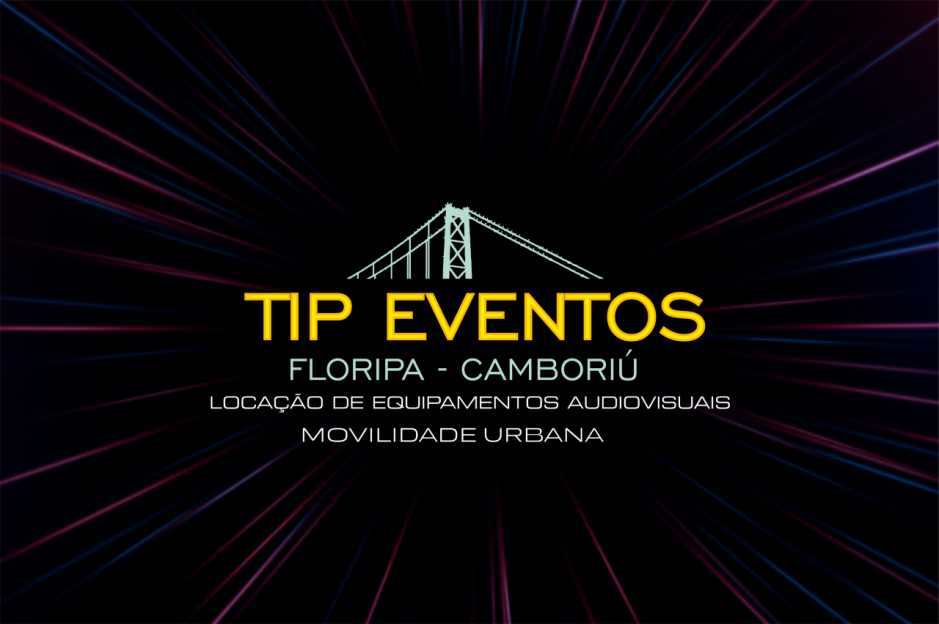 TIP EVENTOS
FLORIPA - CAMBORIÚ
LOCAÇÃO DE EQUIPAMENTOS AUDIOVISUAIS
MOVILIDADE URBANA